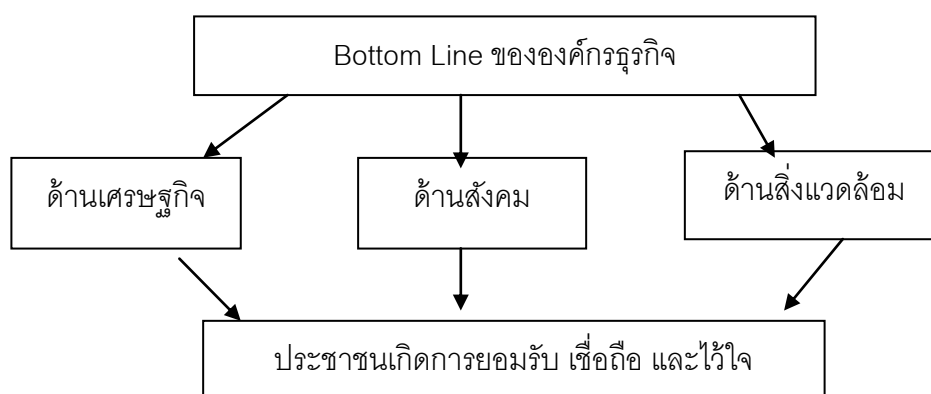 Bottom Line ขององค์กรธุรกิจ
ด้านเศรษฐกิจ
ด้านสังคม
ด้านสิ่งแวดล้อม
ประชาชนเกิดการยอมรับ เชื่อถือ และไว้ใจ